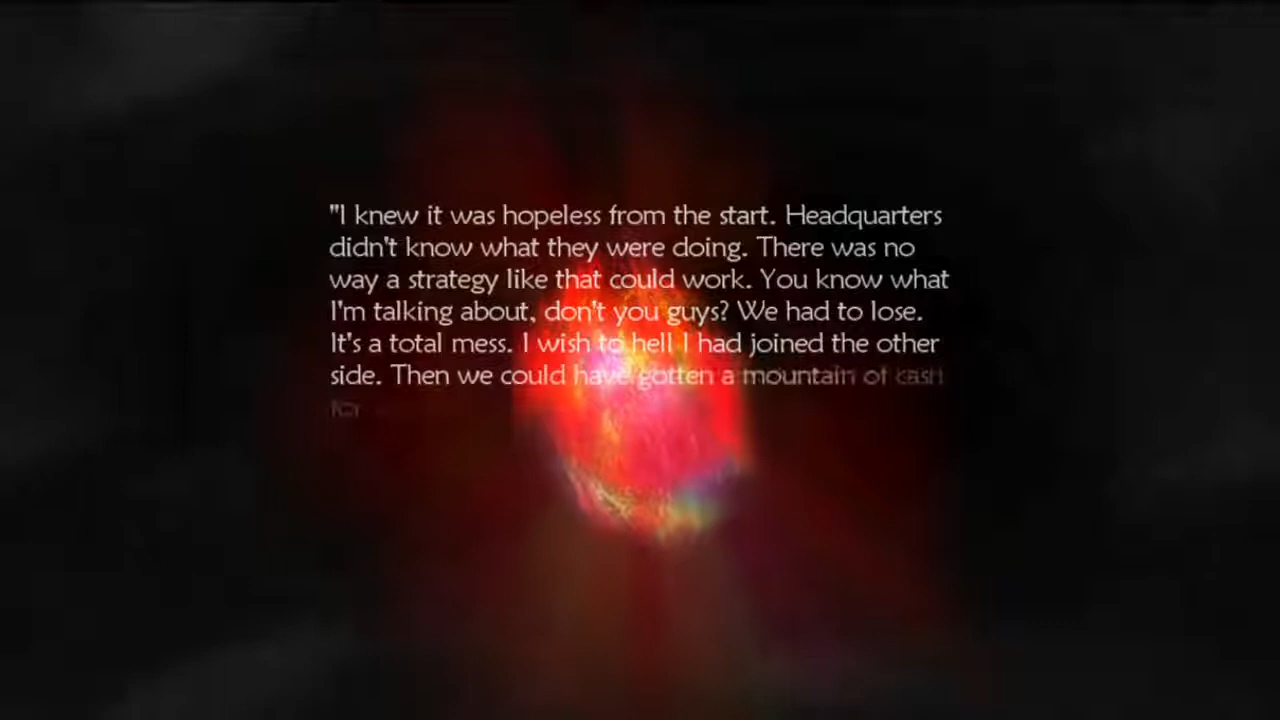 "I knew it was hopeless from the start. Headquarters
didn't know what they were doing. There was no
way a strategy like that could work. You know what
I'm talking about, don't you guys? We had to lose.
It's a total mess. I wish to hell I had joined the other
side. Then we could have gotten a mountain of cash
for